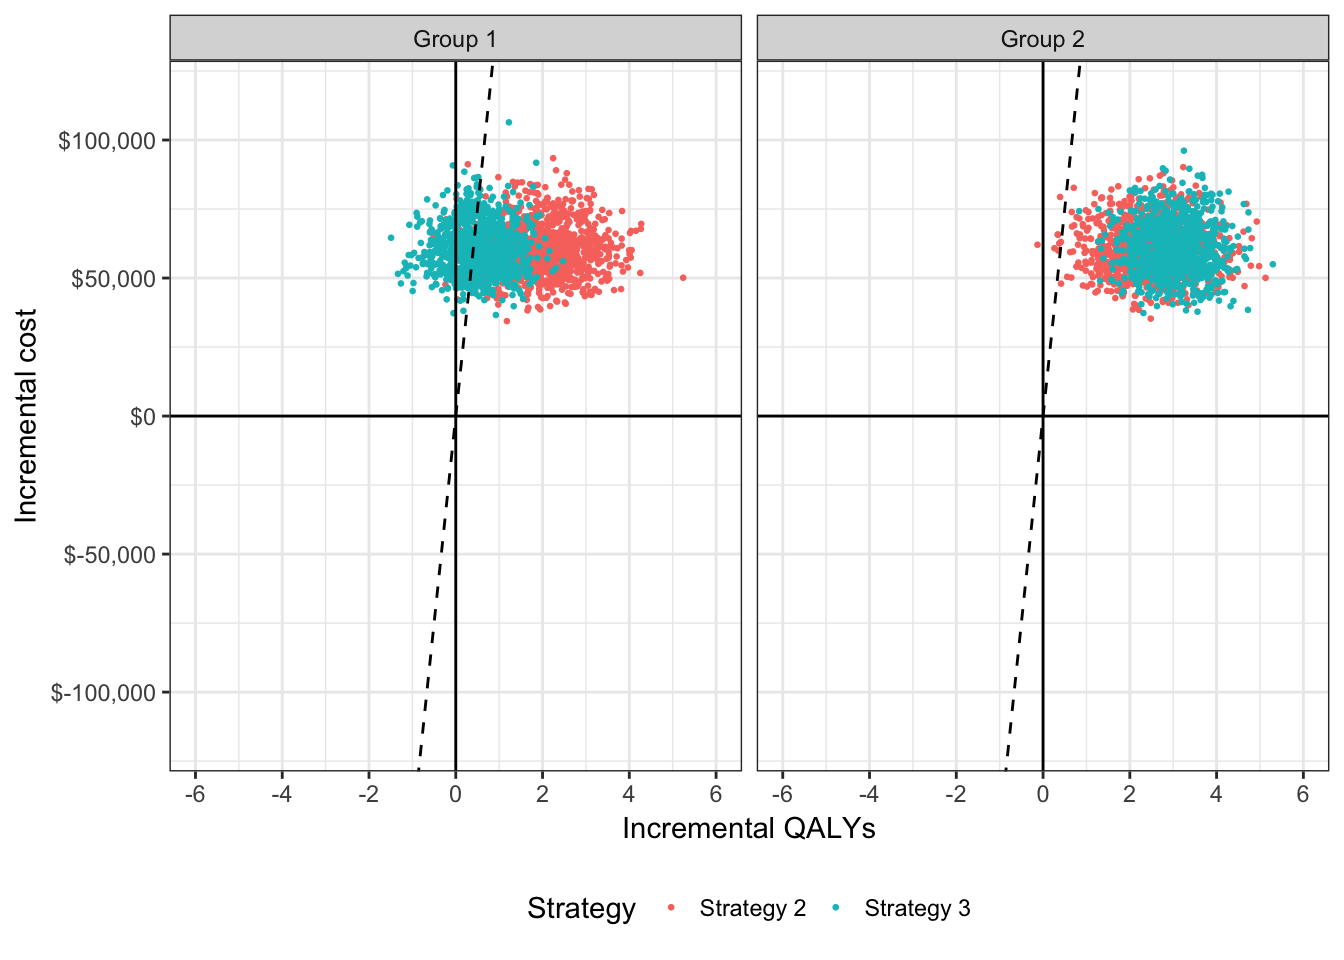 Group 1
Group 2
Incremental cost
$100,000
$50,000
$0
$-50,000
$-100,000
-6 -4 -2 0 2 4 6
-6 -4 -2 0 2 4 6
Incremental QALYs
Strategy Strategy 2 Strategy 3